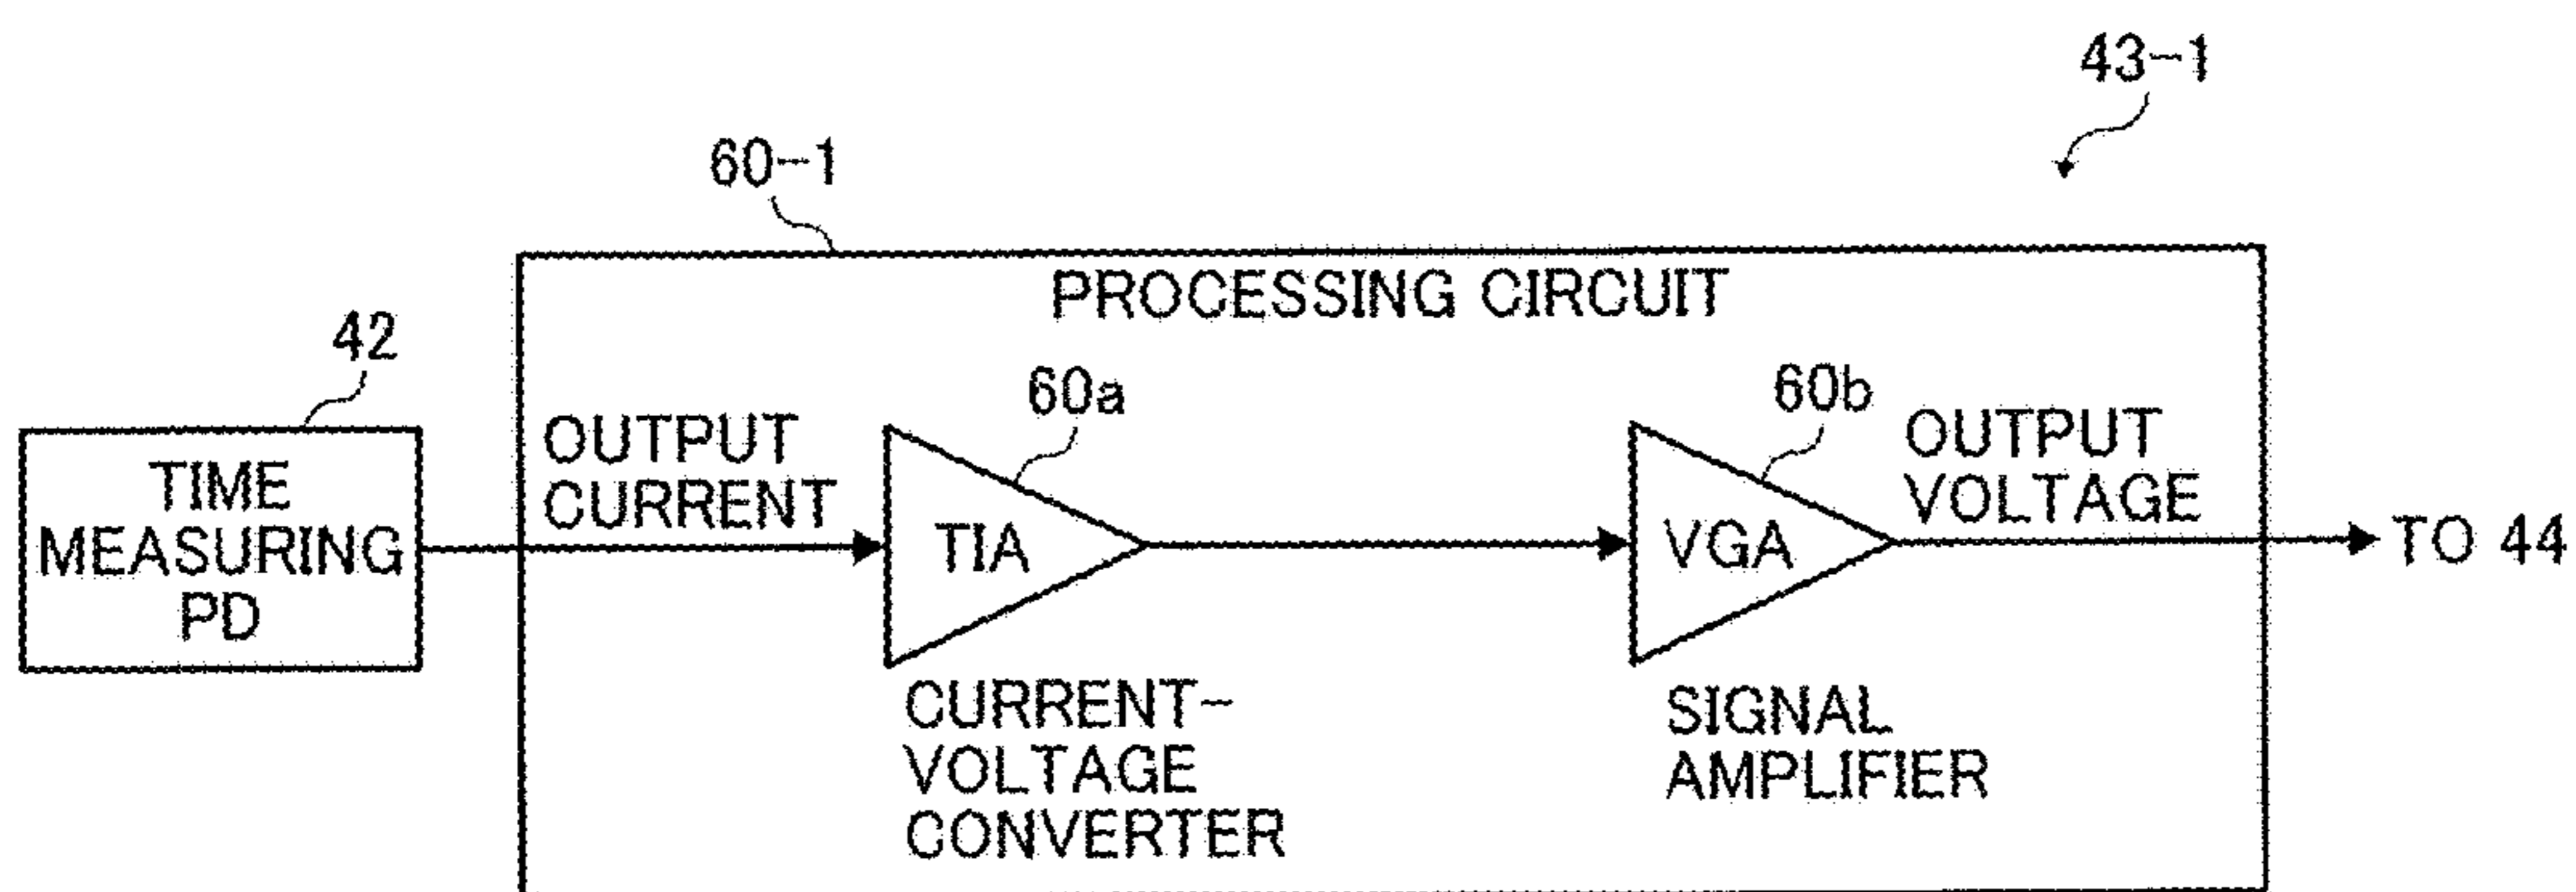 43-1
60-1
PROCESSING CIRCUIT
42
60a
60b
TIME
MEASURING
PD
OUTPUT
CURRENT
TIA
VGA
OUTPUT
VOLTAGE
TO 44
CURRENT-
VOLTAGE
CONVERTER
SIGNAL
AMPLIFIER